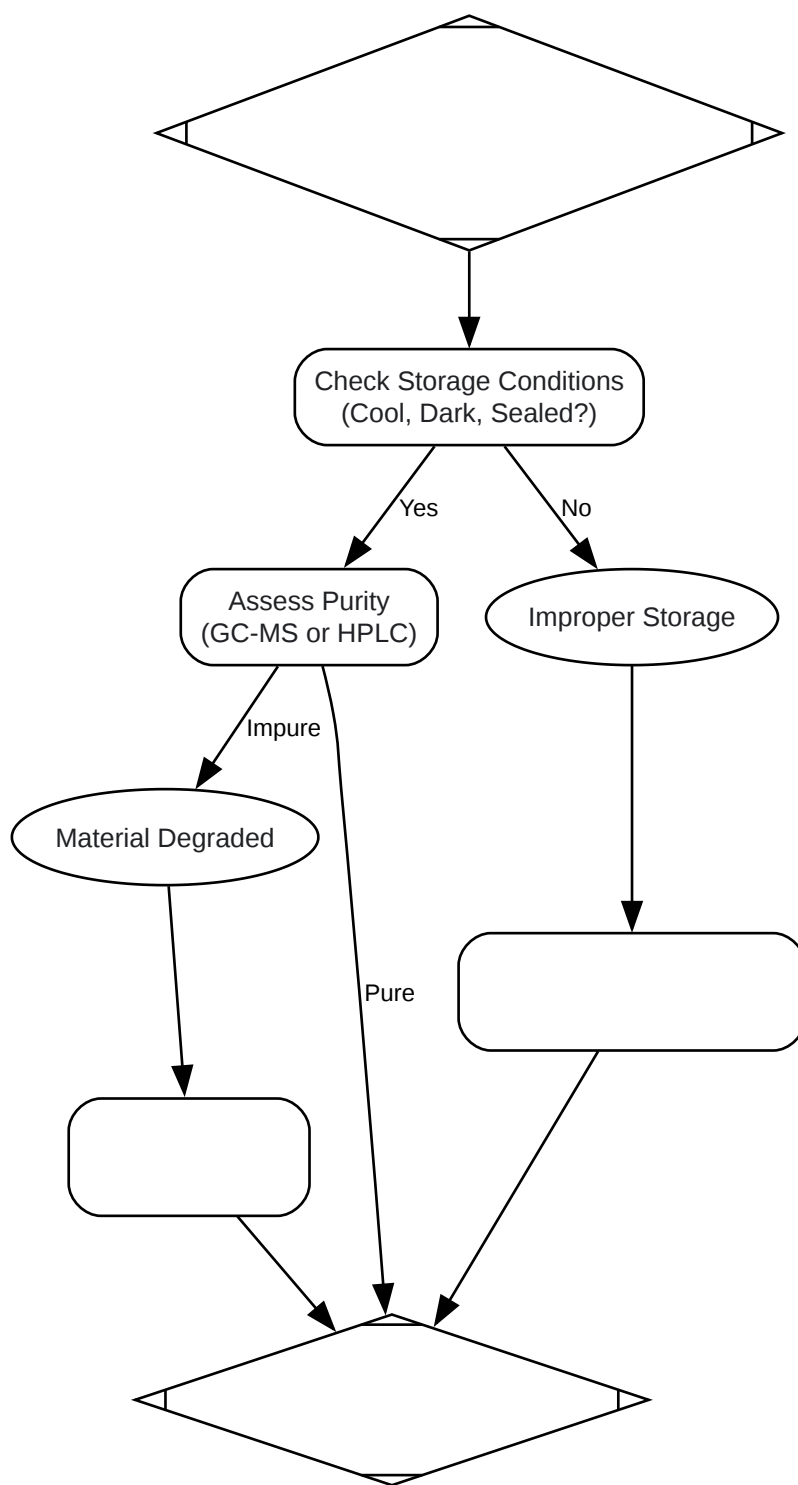 Check Storage Conditions
(Cool, Dark, Sealed?)
Yes
No
Assess Purity
(GC-MS or HPLC)
Improper Storage
Impure
Material Degraded
Pure